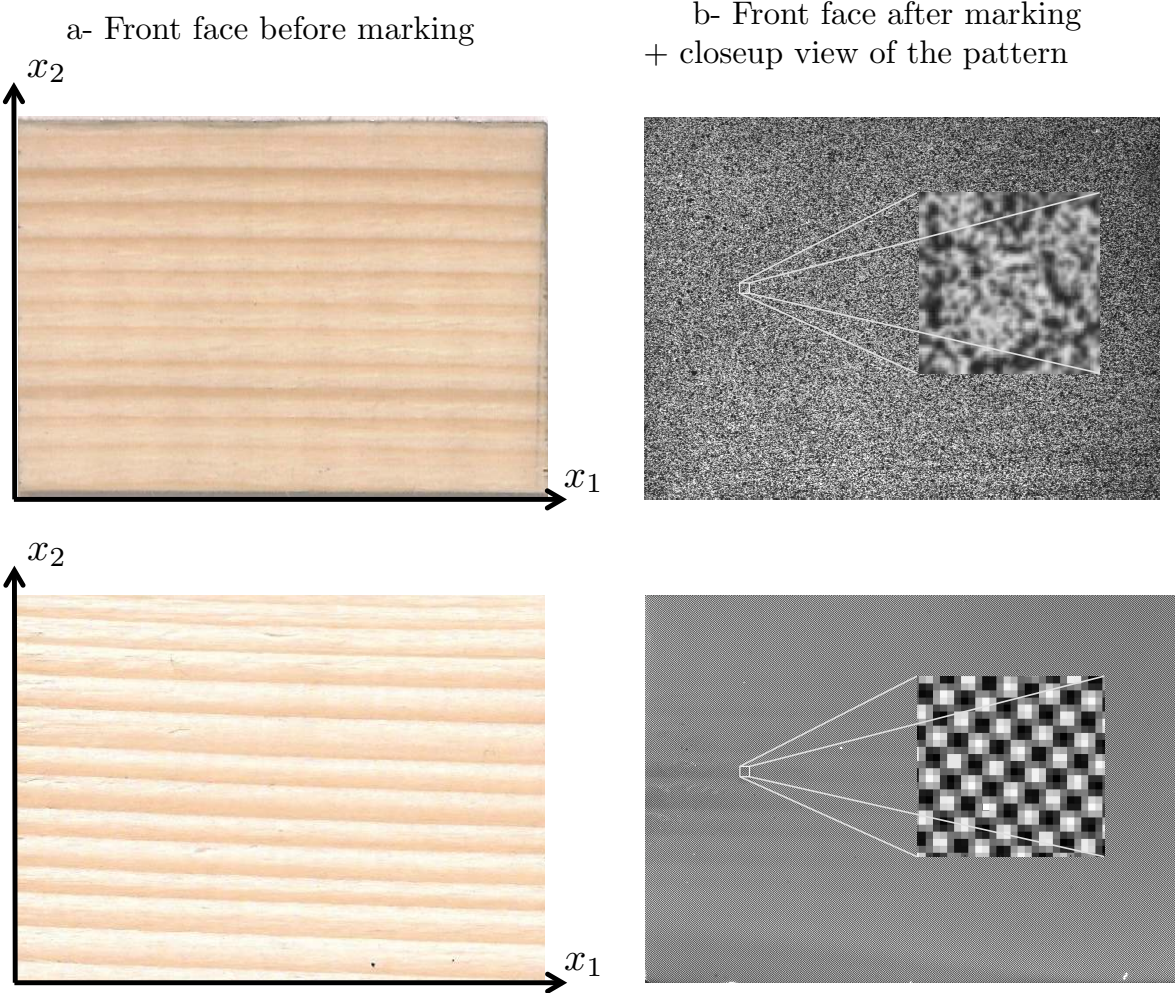 a- Front face before marking
b- Front face after marking
+ closeup view of the pattern
x₂
x₁
x₂
x₁